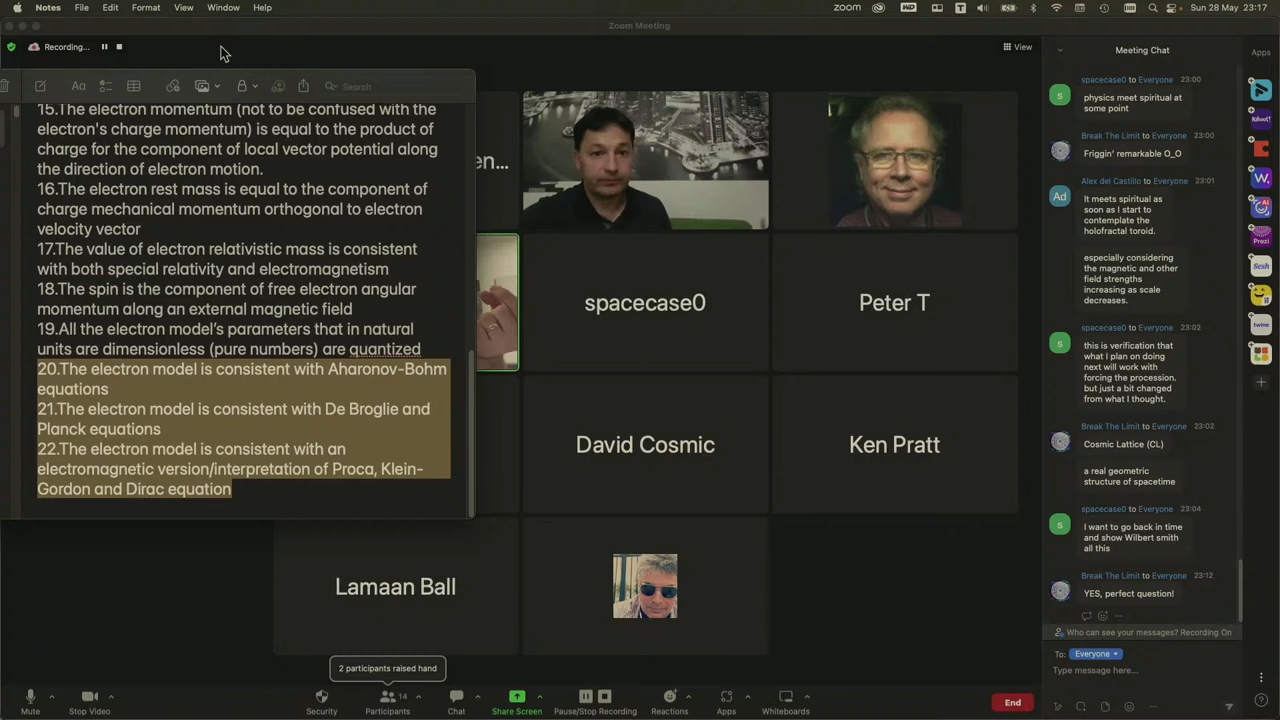 Notes File Edit Format View Window Help
zoom
Sun 28 May 23:17
Zoom Meeting
Recording...
View
Search
15.The electron momentum (not to be confused with the
electron's charge momentum) is equal to the product of
charge for the component of local vector potential along
the direction of electron motion.
16.The electron rest mass is equal to the component of
charge mechanical momentum orthogonal to electron
velocity vector
17.The value of electron relativistic mass is consistent
with both special relativity and electromagnetism
18.The spin is the component of free electron angular
momentum along an external magnetic field
19.All the electron model's parameters that in natural
units are dimensionless (pure numbers) are quantized
20.The electron model is consistent with Aharonov-Bohm
equations
21.The electron model is consistent with De Broglie and
Planck equations
22.The electron model is consistent with an
electromagnetic version/interpretation of Proca, Klein-
Gordon and Dirac equation
en...
spacecase0
Peter T
David Cosmic
Ken Pratt
Lamaan Ball
2 participants raised hand
Mute
Stop Video
Security
Participants
14
Chat
Share Screen
Pause/Stop Recording
Reactions
Apps
Whiteboards
End
Meeting Chat
spacecase0 to Everyone 23:00
S
physics meet spiritual at
some point
Break The Limit to Everyone 23:00
Friggin' remarkable O_O
Alex del Castillo to Everyone 23:01
Ad
It meets spiritual as
soon as I start to
contemplate the
holofractal toroid.
especially considering
the magnetic and other
field strengths
increasing as scale
decreases.
spacecase0 to Everyone 23:02
S
this is verification that
what I plan on doing
next will work with
forcing the procession.
but just a bit changed
from what I thought.
Break The Limit to Everyone 23:02
Cosmic Lattice (CL)
a real geometric
structure of spacetime
spacecase0 to Everyone 23:04
S
I want to go back in time
and show Wilbert smith
all this
Break The Limit to Everyone 23:12
YES, perfect question!
Who can see your messages? Recording On
To: Everyone
Type message here...
Apps
Kahoot!
W.
Prezi
Sesh
twine